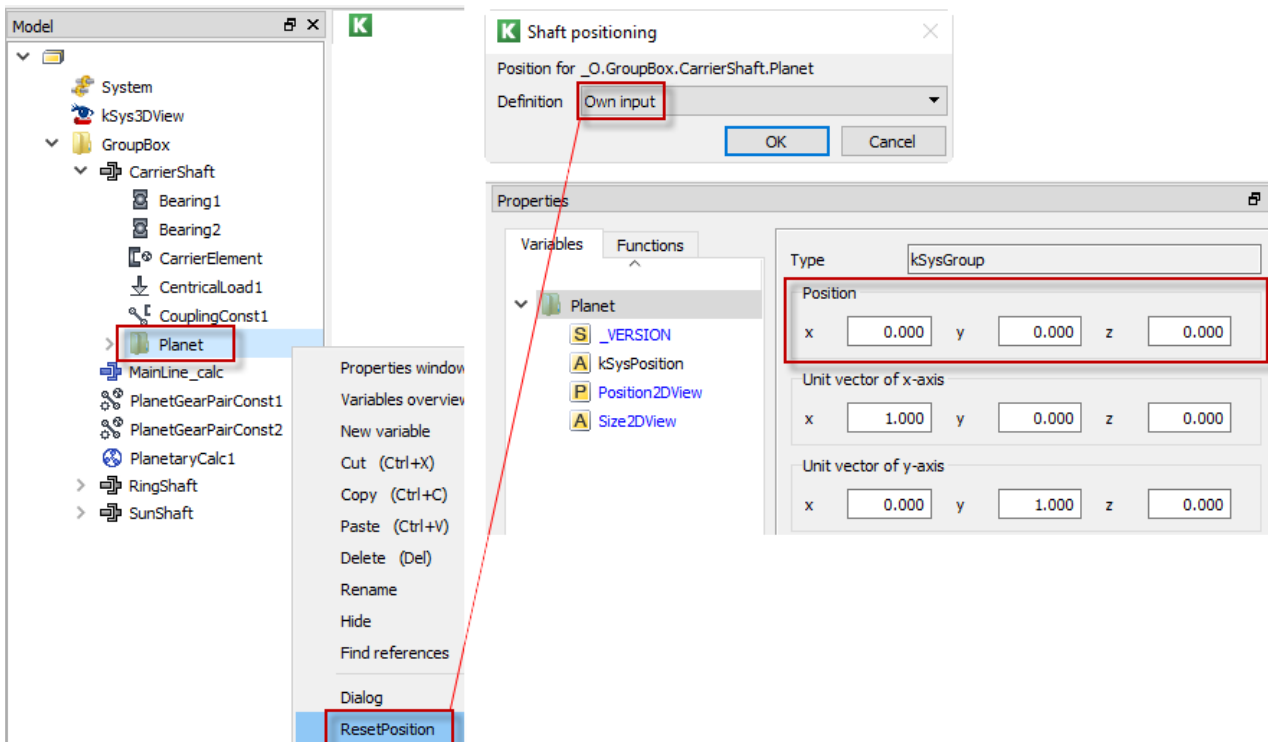 Model
System
kSys3DView
GroupBox
CarrierShaft
Bearing1
Bearing2
CarrierElement
CentricalLoad1
CouplingConst1
Planet
MainLine_calc
PlanetGearPairConst1
PlanetGearPairConst2
PlanetaryCalc1
RingShaft
SunShaft
Properties window
Variables overview
New variable
Cut (Ctrl+X)
Copy (Ctrl+C)
Paste (Ctrl+V)
Delete (Del)
Rename
Hide
Find references
Dialog
ResetPosition
K
K Shaft positioning
Position for _O.GroupBox.CarrierShaft.Planet
Definition Own input
OK Cancel
Properties
Variables Functions
Planet
S _VERSION
A kSysPosition
P Position2DView
A Size2DView
Type kSysGroup
Position
x 0.000 y 0.000 z 0.000
Unit vector of x-axis
x 1.000 y 0.000 z 0.000
Unit vector of y-axis
x 0.000 y 1.000 z 0.000